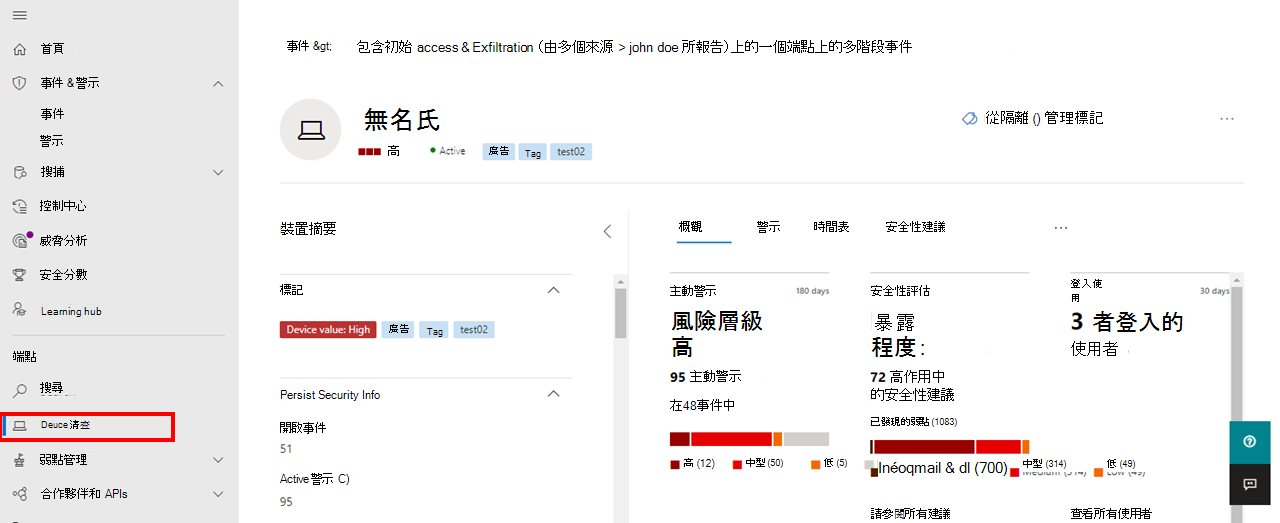 首頁
事件 & 警示
事件
警示
搜捕
控制中心
威脅分析
安全分數
Learning hub
端點
搜尋
Deuce 清查
弱點管理
合作夥伴和 APIs
事件 &gt; 包含初始 access & Exfiltration (由多個來源 > john doe 所報告) 上的一個端點上的多階段事件
無名氏
從隔離 () 管理標記
高 Active 廣告 Tag test02
裝置摘要
標記
Device value: High 廣告 Tag test02
Persist Security Info
開啟事件
51
Active 警示 C)
95
概觀 警示 時間表 安全性建議
主動警示 180 days
風險層級
高
95 主動警示
在48事件中
高 (12) 中型 (50) 低 (5)
安全性評估
暴露
程度:
72 高作用中
的安全性建議
已發現的弱點 (1083)
Inéoqmail & dl (700) 中型 (314) 低 (49)
Medium (314) Low (49)
請參閱所有建議
登入使
用 30 days
3 者登入的
使用者
查看所有使用者